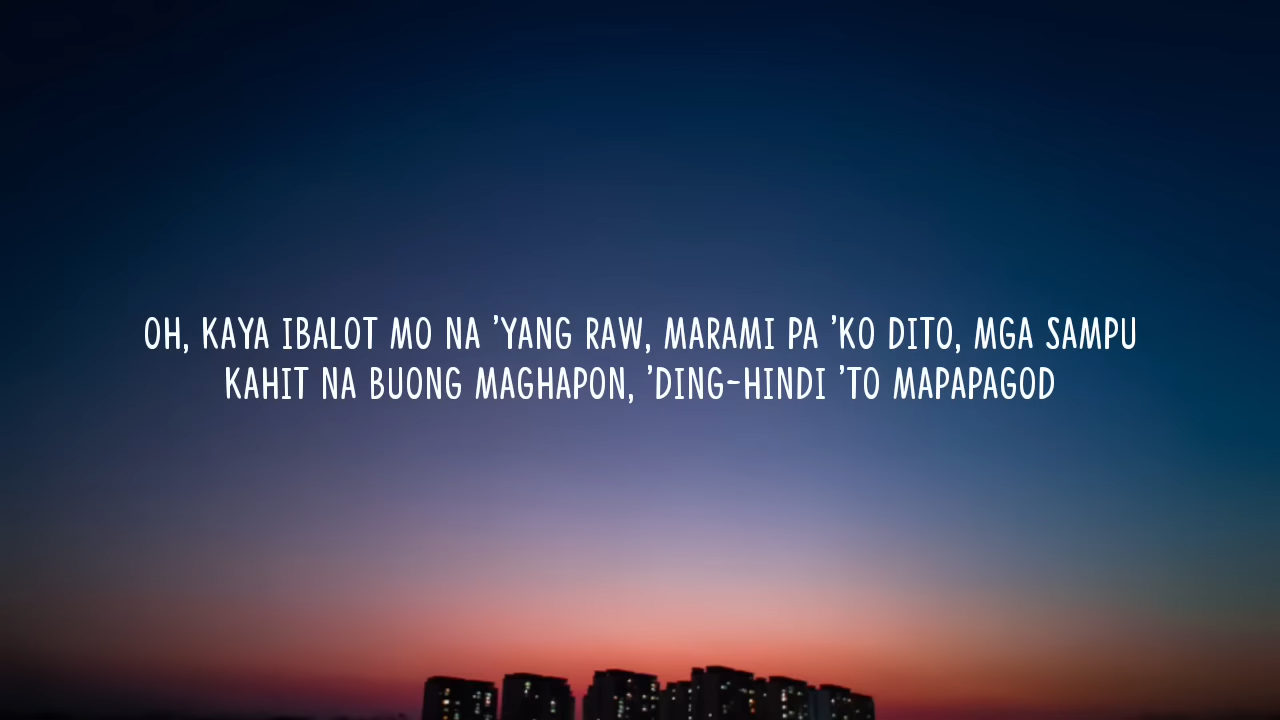 OH, KAYA IBALOT MO NA ’YANG RAW, MARAMI PA ’KO DITO, MGA SAMPU
KAHIT NA BUONG MAGHAPON, ’DING-HINDI ’TO MAPAPAGOD